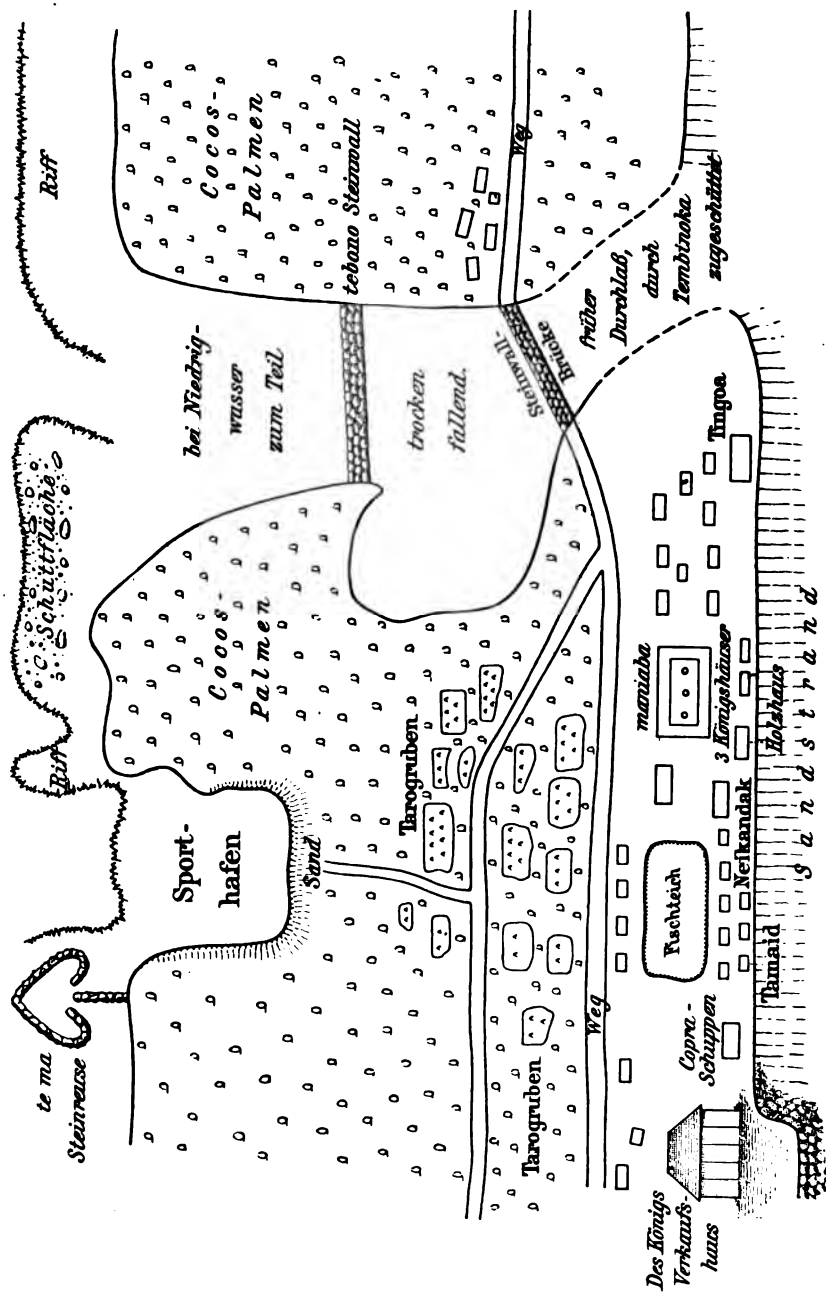 Riff
Cocos-
Palmen
tebano Steinwall
Weg
bei Niedrig-
wasser
zum Teil
trocken
fallend.
Steinwall-
Brücke
früher
Durchlaß,
durch
Tembinoka
zugeschüttet
Schuttfläche
Riff
Cocos-
Palmen
Tingoa
maniaba
3 Königshäuser
Holzhaus
Sandstrand
Sport-
hafen
Sand
Tarogruben
Fischteich
Neikandak
Tamaid
te ma
Steinreuse
Tarogruben
Weg
Copra-
Schuppen
Des Königs
Verkaufs-
haus